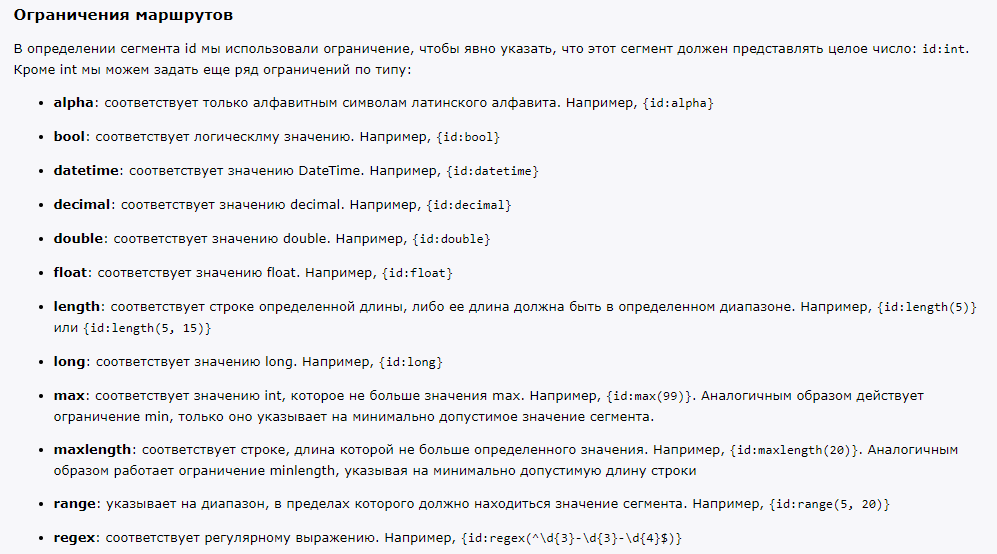 Ограничения маршрутов
В определении сегмента id мы использовали ограничение, чтобы явно указать, что этот сегмент должен представлять целое число: id:int.
Кроме int мы можем задать еще ряд ограничений по типу:
• alpha: соответствует только алфавитным символам латинского алфавита. Например, {id:alpha}
• bool: соответствует логическлму значению. Например, {id:bool}
• datetime: соответствует значению DateTime. Например, {id:datetime}
• decimal: соответствует значению decimal. Например, {id:decimal}
• double: соответствует значению double. Например, {id:double}
• float: соответствует значению float. Например, {id:float}
• length: соответствует строке определенной длины, либо ее длина должна быть в определенном диапазоне. Например, {id:length(5)}
или {id:length(5, 15)}
• long: соответствует значению long. Например, {id:long}
• max: соответствует значению int, которое не больше значения max. Например, {id:max(99)}. Аналогичным образом действует
ограничение min, только оно указывает на минимально допустимое значение сегмента.
• maxlength: соответствует строке, длина которой не больше определенного значения. Например, {id:maxlength(20)}. Аналогичным
образом работает ограничение minlength, указывая на минимально допустимую длину строки
• range: указывает на диапазон, в пределах которого должно находиться значение сегмента. Например, {id:range(5, 20)}
• regex: соответствует регулярному выражению. Например, {id:regex(^\d{3}-\d{3}-\d{4}$)}